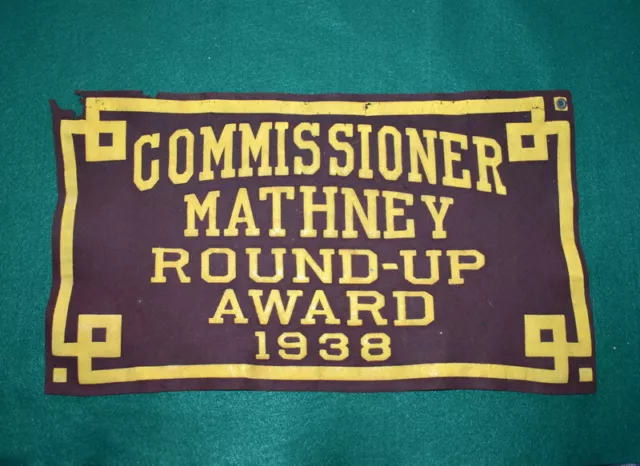 COMMISSIONER
MATHNEY
ROUND-UP
AWARD
1938